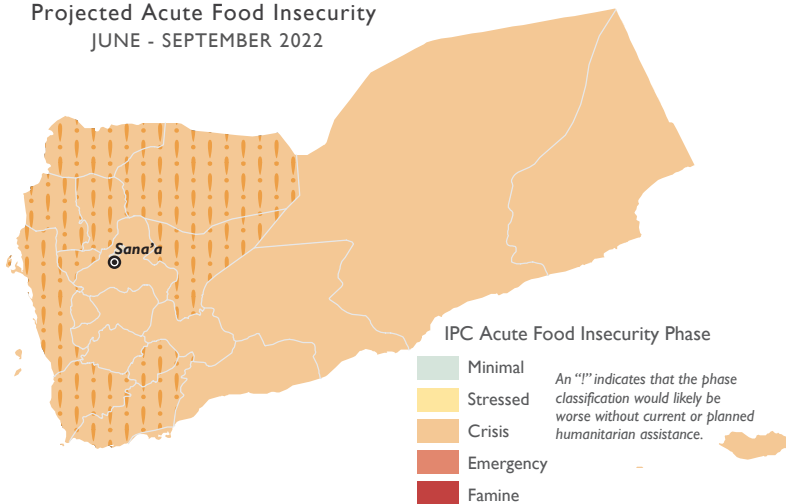 Projected Acute Food Insecurity
JUNE - SEPTEMBER 2022
Sana’a
IPC Acute Food Insecurity Phase
Minimal
Stressed
Crisis
Emergency
Famine
An “!” indicates that the phase
classification would likely be
worse without current or planned
humanitarian assistance.